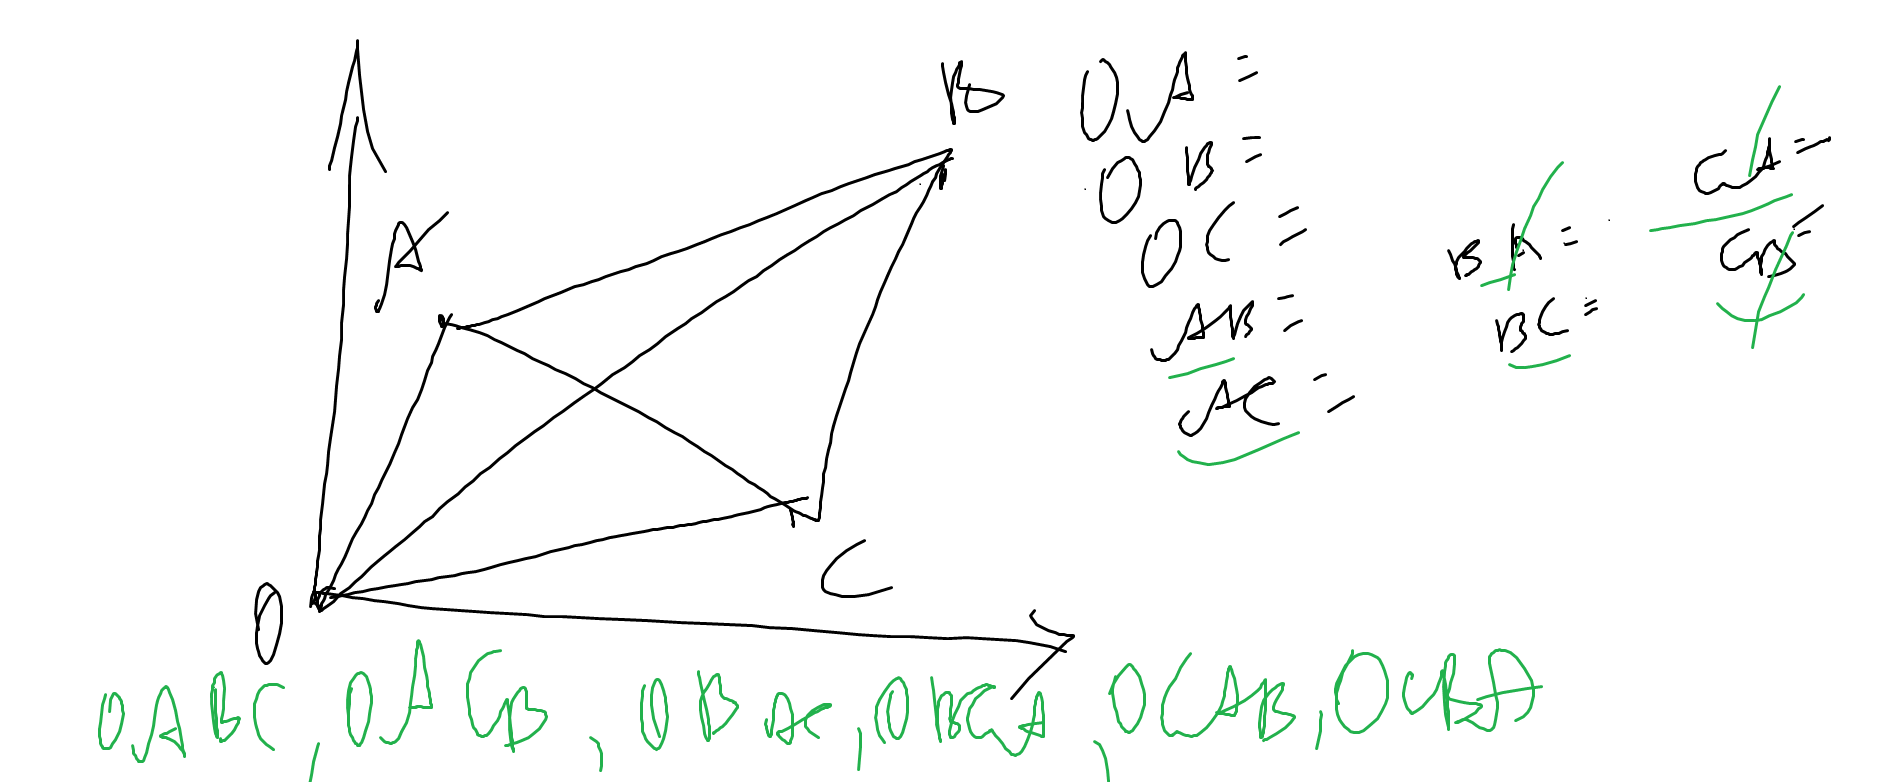 B
A
C
O
OA =
OB =
OC =
AB =
AC =
BA =
BC =
CA =
CB =
OABC, OACB, OBAC, OBCA, OCAB, OCBA